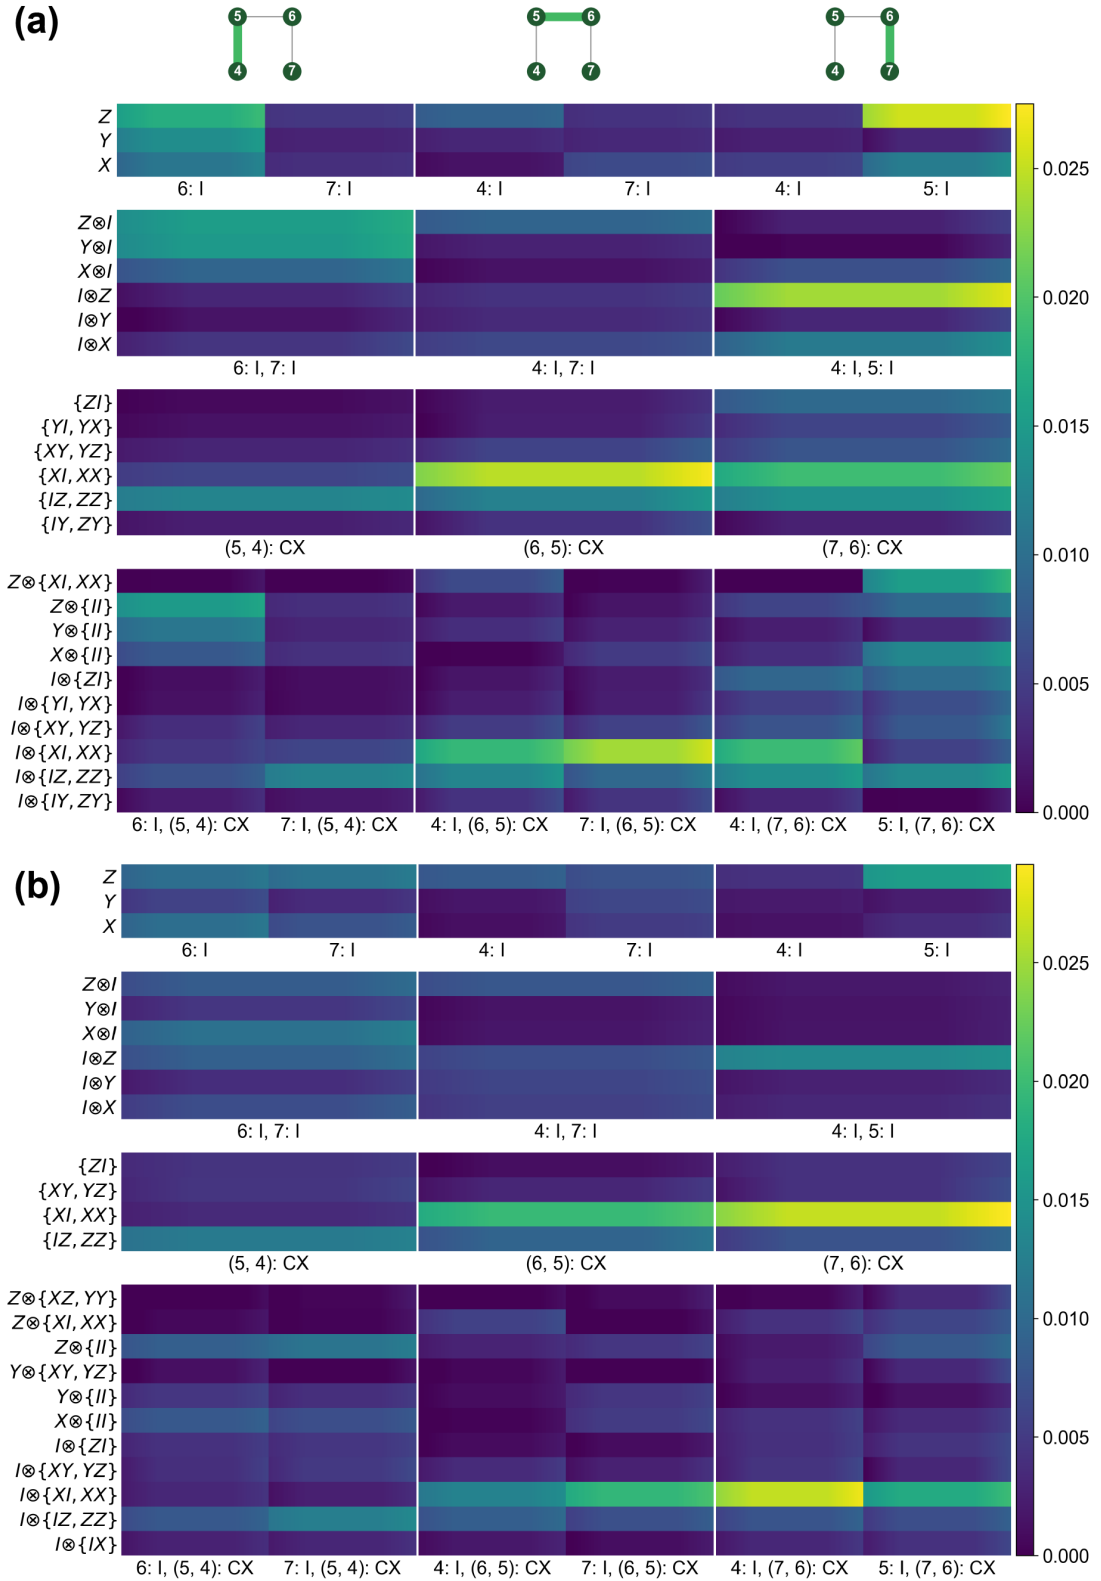 (a)
5 6 5 6 5 6
4 7 4 7 4 7
Z
Y
X
6: I 7: I 4: I 7: I 4: I 5: I
Z⊗I
Y⊗I
X⊗I
I⊗Z
I⊗Y
I⊗X
6: I, 7: I 4: I, 7: I 4: I, 5: I
{ZI}
{YI, YX}
{XY, YZ}
{XI, XX}
{IZ, ZZ}
{IY, ZY}
(5, 4): CX (6, 5): CX (7, 6): CX
Z⊗{XI, XX}
Z⊗{II}
Y⊗{II}
X⊗{II}
I⊗{ZI}
I⊗{YI, YX}
I⊗{XY, YZ}
I⊗{XI, XX}
I⊗{IZ, ZZ}
I⊗{IY, ZY}
6: I, (5, 4): CX 7: I, (5, 4): CX 4: I, (6, 5): CX 7: I, (6, 5): CX 4: I, (7, 6): CX 5: I, (7, 6): CX
0.025
0.020
0.015
0.010
0.005
0.000
(b)
Z
Y
X
6: I 7: I 4: I 7: I 4: I 5: I
Z⊗I
Y⊗I
X⊗I
I⊗Z
I⊗Y
I⊗X
6: I, 7: I 4: I, 7: I 4: I, 5: I
{ZI}
{XY, YZ}
{XI, XX}
{IZ, ZZ}
(5, 4): CX (6, 5): CX (7, 6): CX
Z⊗{XZ, YY}
Z⊗{XI, XX}
Z⊗{II}
Y⊗{XY, YZ}
Y⊗{II}
X⊗{II}
I⊗{ZI}
I⊗{XY, YZ}
I⊗{XI, XX}
I⊗{IZ, ZZ}
I⊗{IX}
6: I, (5, 4): CX 7: I, (5, 4): CX 4: I, (6, 5): CX 7: I, (6, 5): CX 4: I, (7, 6): CX 5: I, (7, 6): CX
0.025
0.020
0.015
0.010
0.005
0.000